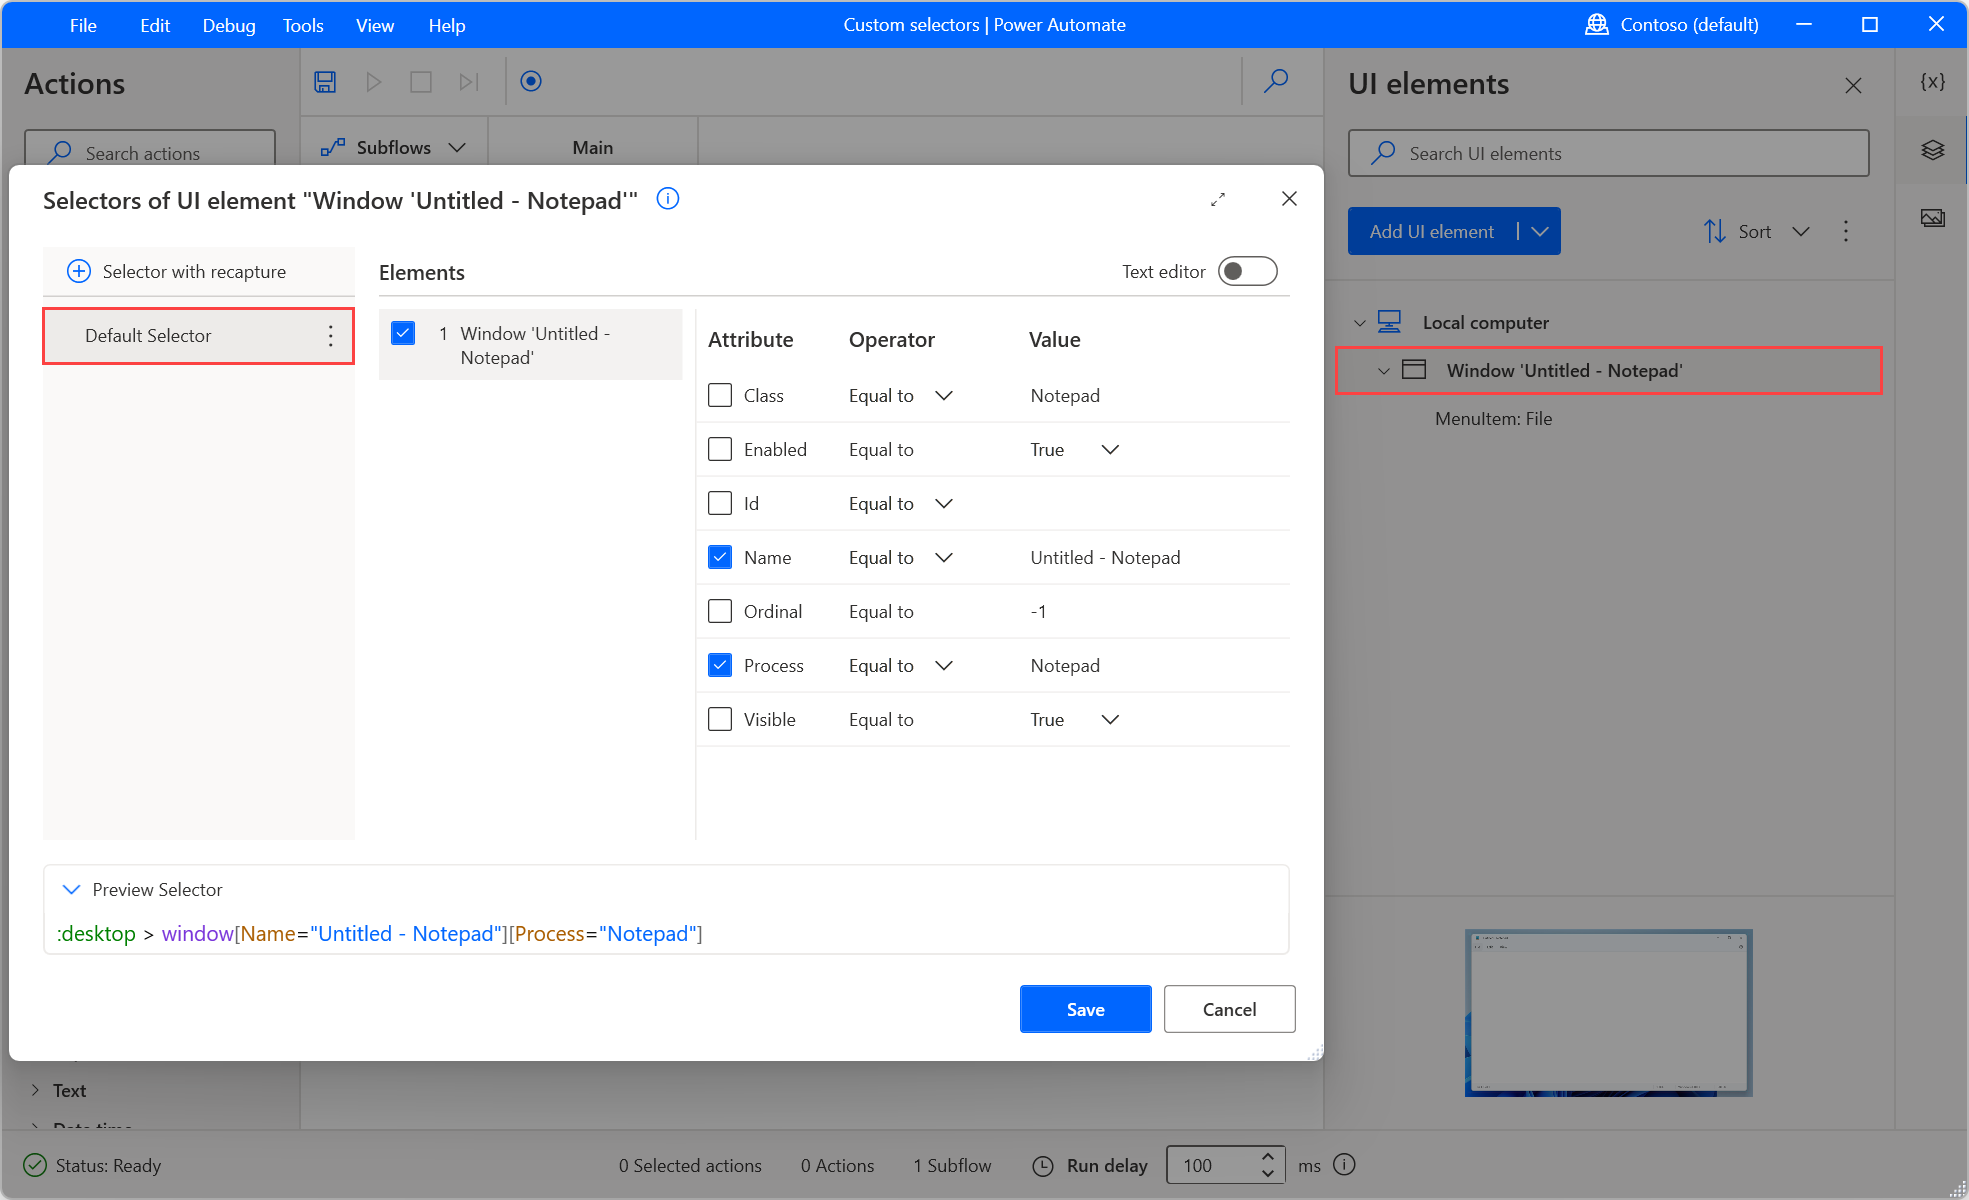 File Edit Debug Tools View Help
Custom selectors | Power Automate
Contoso (default)
Actions
Search actions
Subflows
Main
UI elements
{x}
Search UI elements
Add UI element
Sort
Local computer
Window 'Untitled - Notepad'
MenuItem: File
Selectors of UI element "Window 'Untitled - Notepad'"
Selector with recapture
Default Selector
Elements
Text editor
1 Window 'Untitled -
Notepad'
Attribute Operator Value
Class Equal to Notepad
Enabled Equal to True
Id Equal to
Name Equal to Untitled - Notepad
Ordinal Equal to -1
Process Equal to Notepad
Visible Equal to True
Preview Selector
:desktop > window[Name="Untitled - Notepad"][Process="Notepad"]
Save Cancel
Text
Date time
Status: Ready
0 Selected actions 0 Actions 1 Subflow Run delay 100 ms